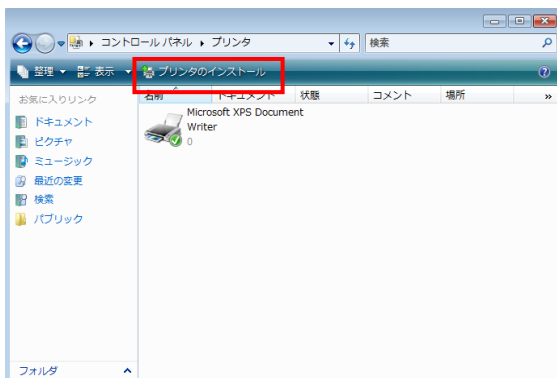 コントロール パネル プリンタ 検索
整理 表示 プリンタのインストール
お気に入りリンク
ドキュメント
ピクチャ
ミュージック
最近の変更
検索
パブリック
名前 ドキュメント 状態 コメント 場所
Microsoft XPS Document
Writer
0
フォルダ